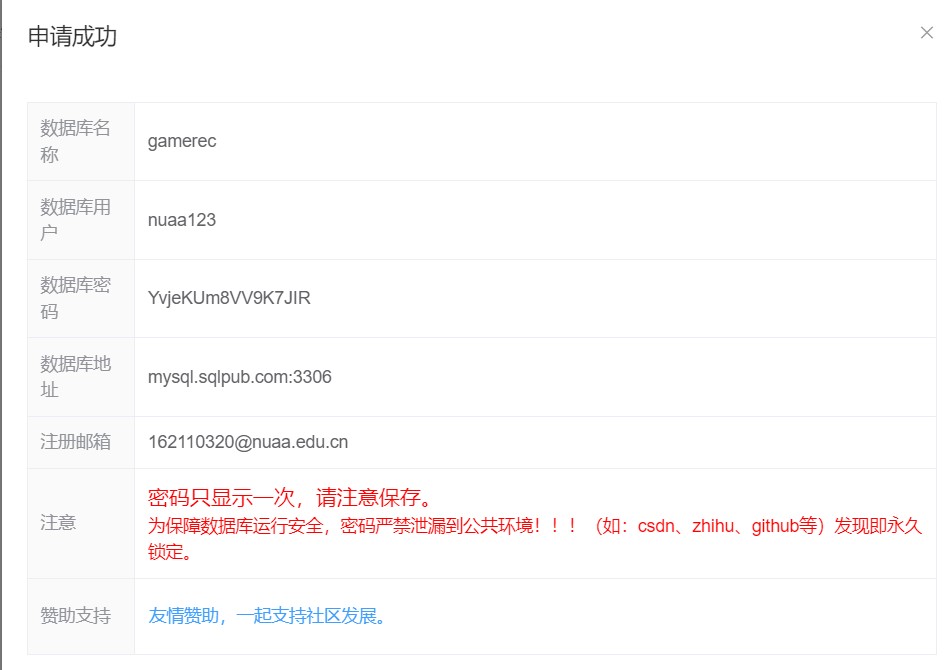 申请成功
数据库名
称
gamerec
数据库用
户
nuaa123
数据库密
码
YvjeKUm8VV9K7JIR
数据库地
址
mysql.sqlpub.com:3306
注册邮箱
162110320@nuaa.edu.cn
注意
密码只显示一次，请注意保存。
为保障数据库运行安全，密码严禁泄漏到公共环境！！！（如：csdn、zhihu、github等）发现即永久
锁定。
赞助支持
友情赞助，一起支持社区发展。